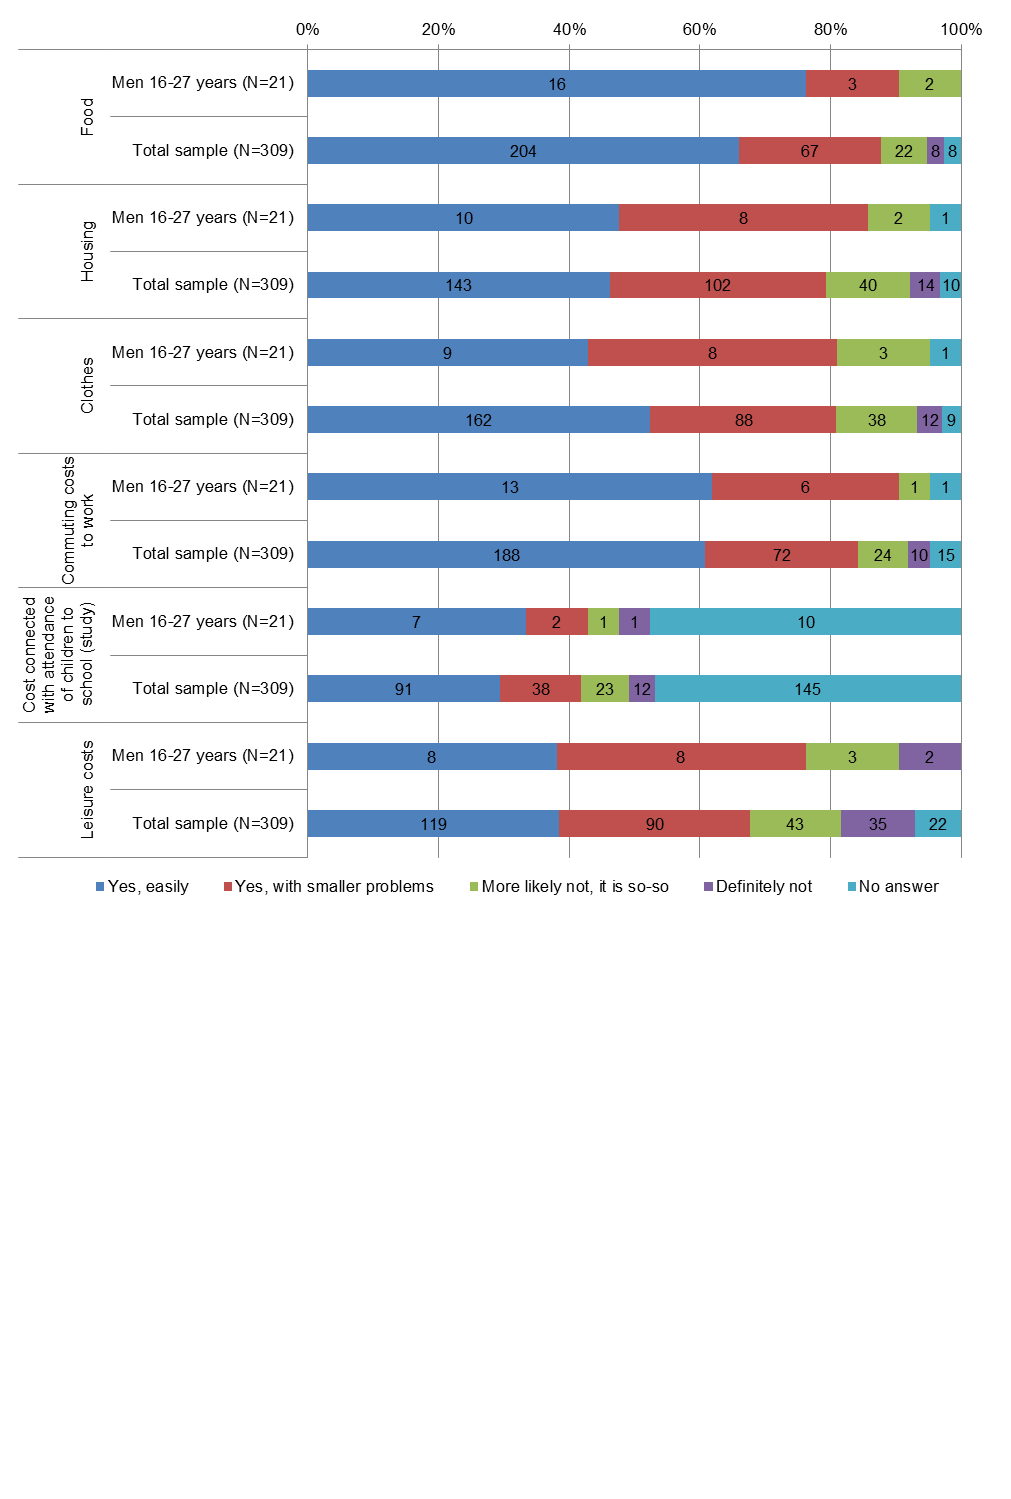 0% 20% 40% 60% 80% 100%
Food
Men 16-27 years (N=21) 16 3 2
Total sample (N=309) 204 67 22 8 8
Housing
Men 16-27 years (N=21) 10 8 2 1
Total sample (N=309) 143 102 40 14 10
Clothes
Men 16-27 years (N=21) 9 8 3 1
Total sample (N=309) 162 88 38 12 9
Commuting costs
to work
Men 16-27 years (N=21) 13 6 1 1
Total sample (N=309) 188 72 24 10 15
Cost connected
with attendance
of children to
school (study)
Men 16-27 years (N=21) 7 2 1 1 10
Total sample (N=309) 91 38 23 12 145
Leisure costs
Men 16-27 years (N=21) 8 8 3 2
Total sample (N=309) 119 90 43 35 22
Yes, easily Yes, with smaller problems More likely not, it is so-so Definitely not No answer